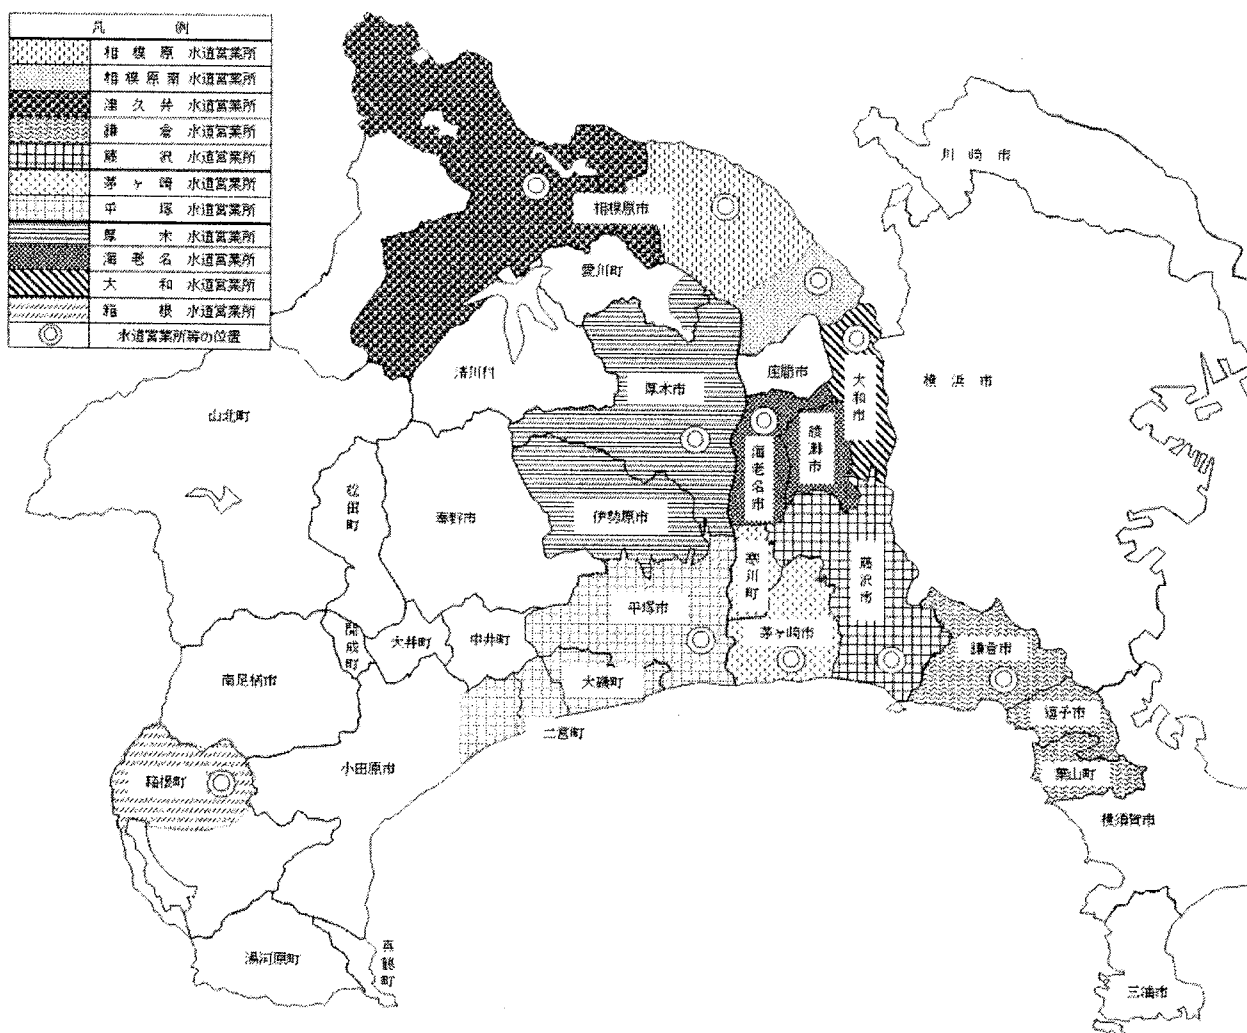 凡例
相模原 水道営業所
相模原南 水道営業所
津久井 水道営業所
鎌倉 水道営業所
藤沢 水道営業所
茅ヶ崎 水道営業所
平塚 水道営業所
厚木 水道営業所
海老名 水道営業所
大和 水道営業所
箱根 水道営業所
水道営業所等の位置
川崎市
相模原市
愛川町
座間市
大和市
横浜市
清川村
厚木市
山北町
海老名市
綾瀬市
松田町
秦野市
伊勢原市
寒川町
藤沢市
平塚市
茅ヶ崎市
開成町
大井町
中井町
鎌倉市
南足柄市
大磯町
逗子市
二宮町
小田原市
箱根町
葉山町
横須賀市
湯河原町
真鶴町
三浦市